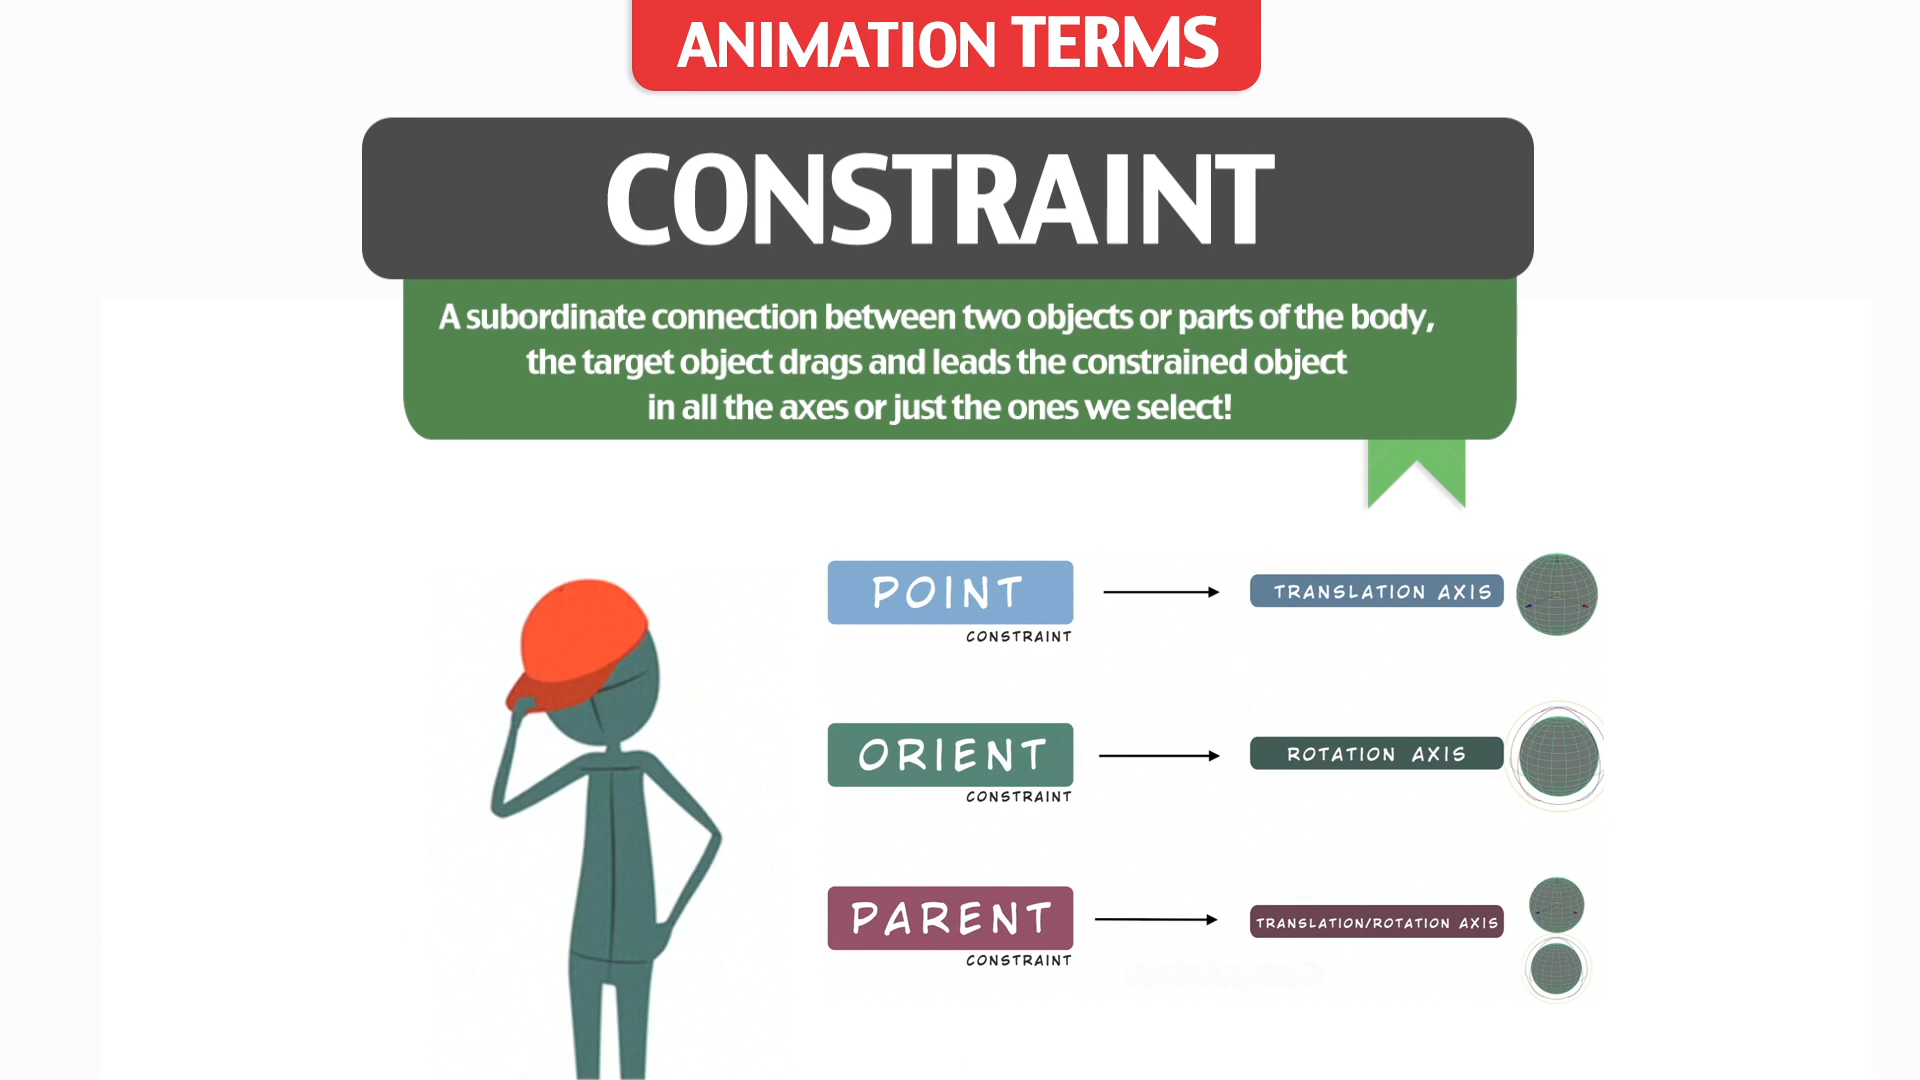 ANIMATION TERMS
CONSTRAINT
A subordinate connection between two objects or parts of the body,
the target object drags and leads the constrained object
in all the axes or just the ones we select!
POINT
CONSTRAINT
TRANSLATION AXIS
ORIENT
CONSTRAINT
ROTATION AXIS
PARENT
CONSTRAINT
TRANSLATION/ROTATION AXIS